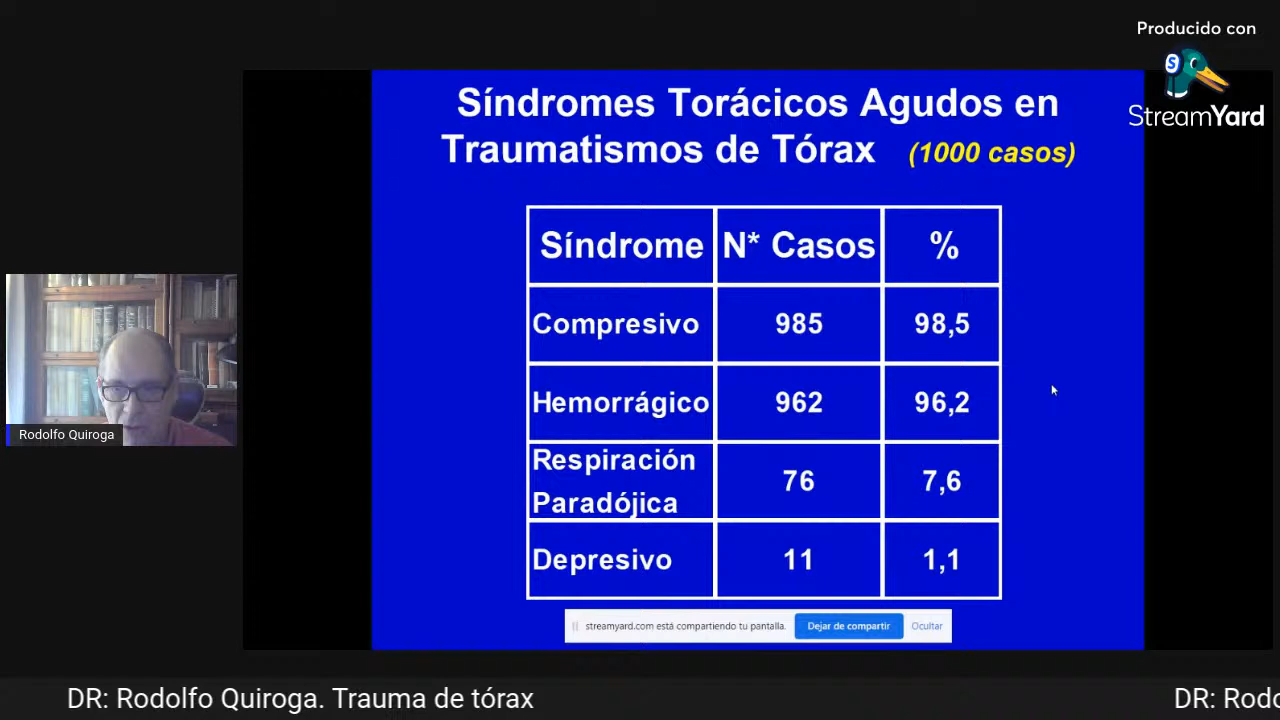 Producido con
StreamYard
Síndromes Torácicos Agudos en
Traumatismos de Tórax (1000 casos)
Síndrome N* Casos %
Compresivo 985 98,5
Hemorrágico 962 96,2
Respiración
Paradójica 76 7,6
Depresivo 11 1,1
Rodolfo Quiroga
streamyard.com está compartiendo tu pantalla. Dejar de compartir Ocultar
DR: Rodolfo Quiroga. Trauma de tórax DR: Rodo